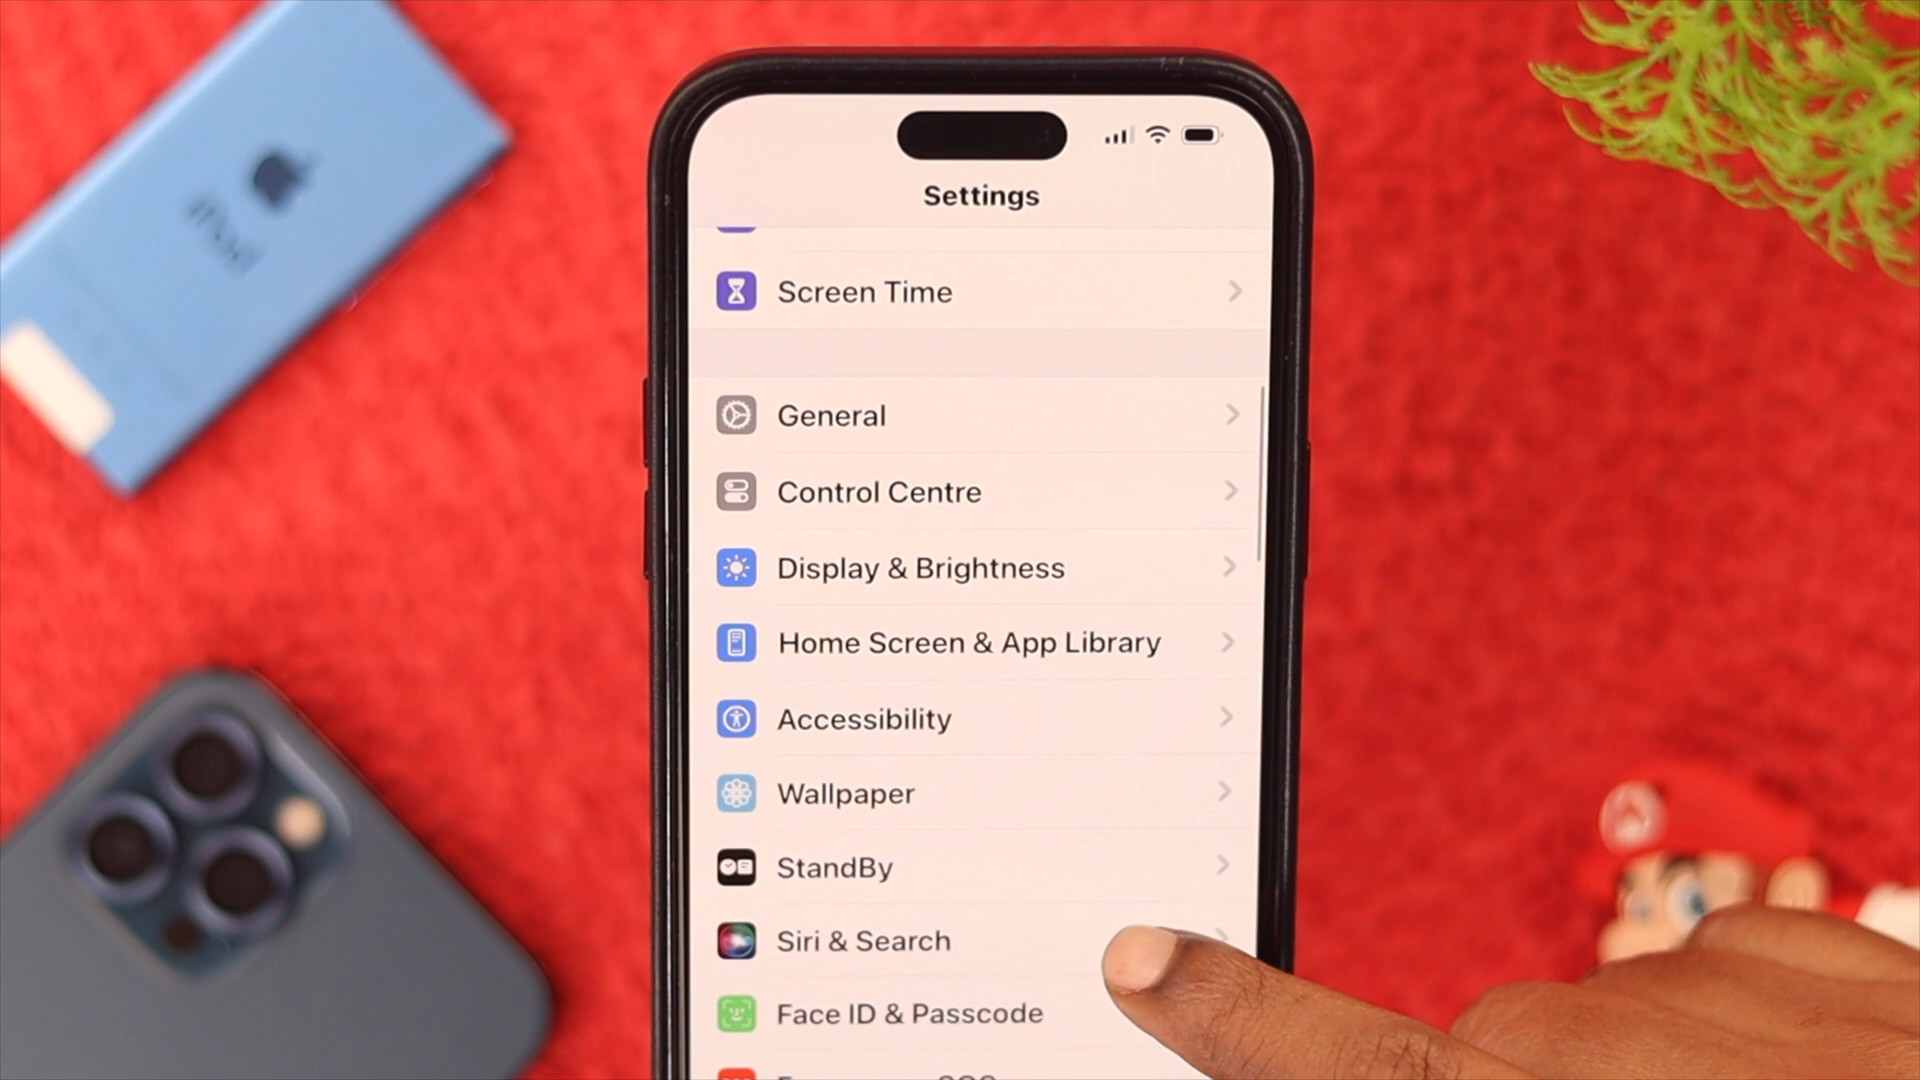 iPod
Settings
Screen Time
General
Control Centre
Display & Brightness
Home Screen & App Library
Accessibility
Wallpaper
StandBy
Siri & Search
Face ID & Passcode
M